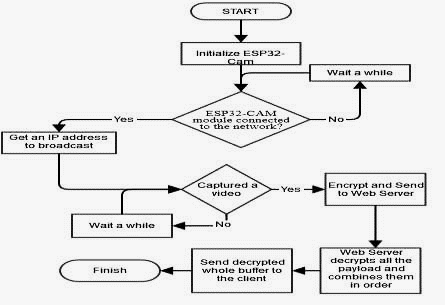 START
Initialize ESP32-
Cam
Wait a while
ESP32-CAM
module connected
to the network?
Yes
No
Get an IP address
to broadcast
Captured a
video
Yes
Encrypt and Send
to Web Server
No
Wait a while
Web Server
decrypts all the
payload and
combines them
in order
Send decrypted
whole buffer to
the client
Finish